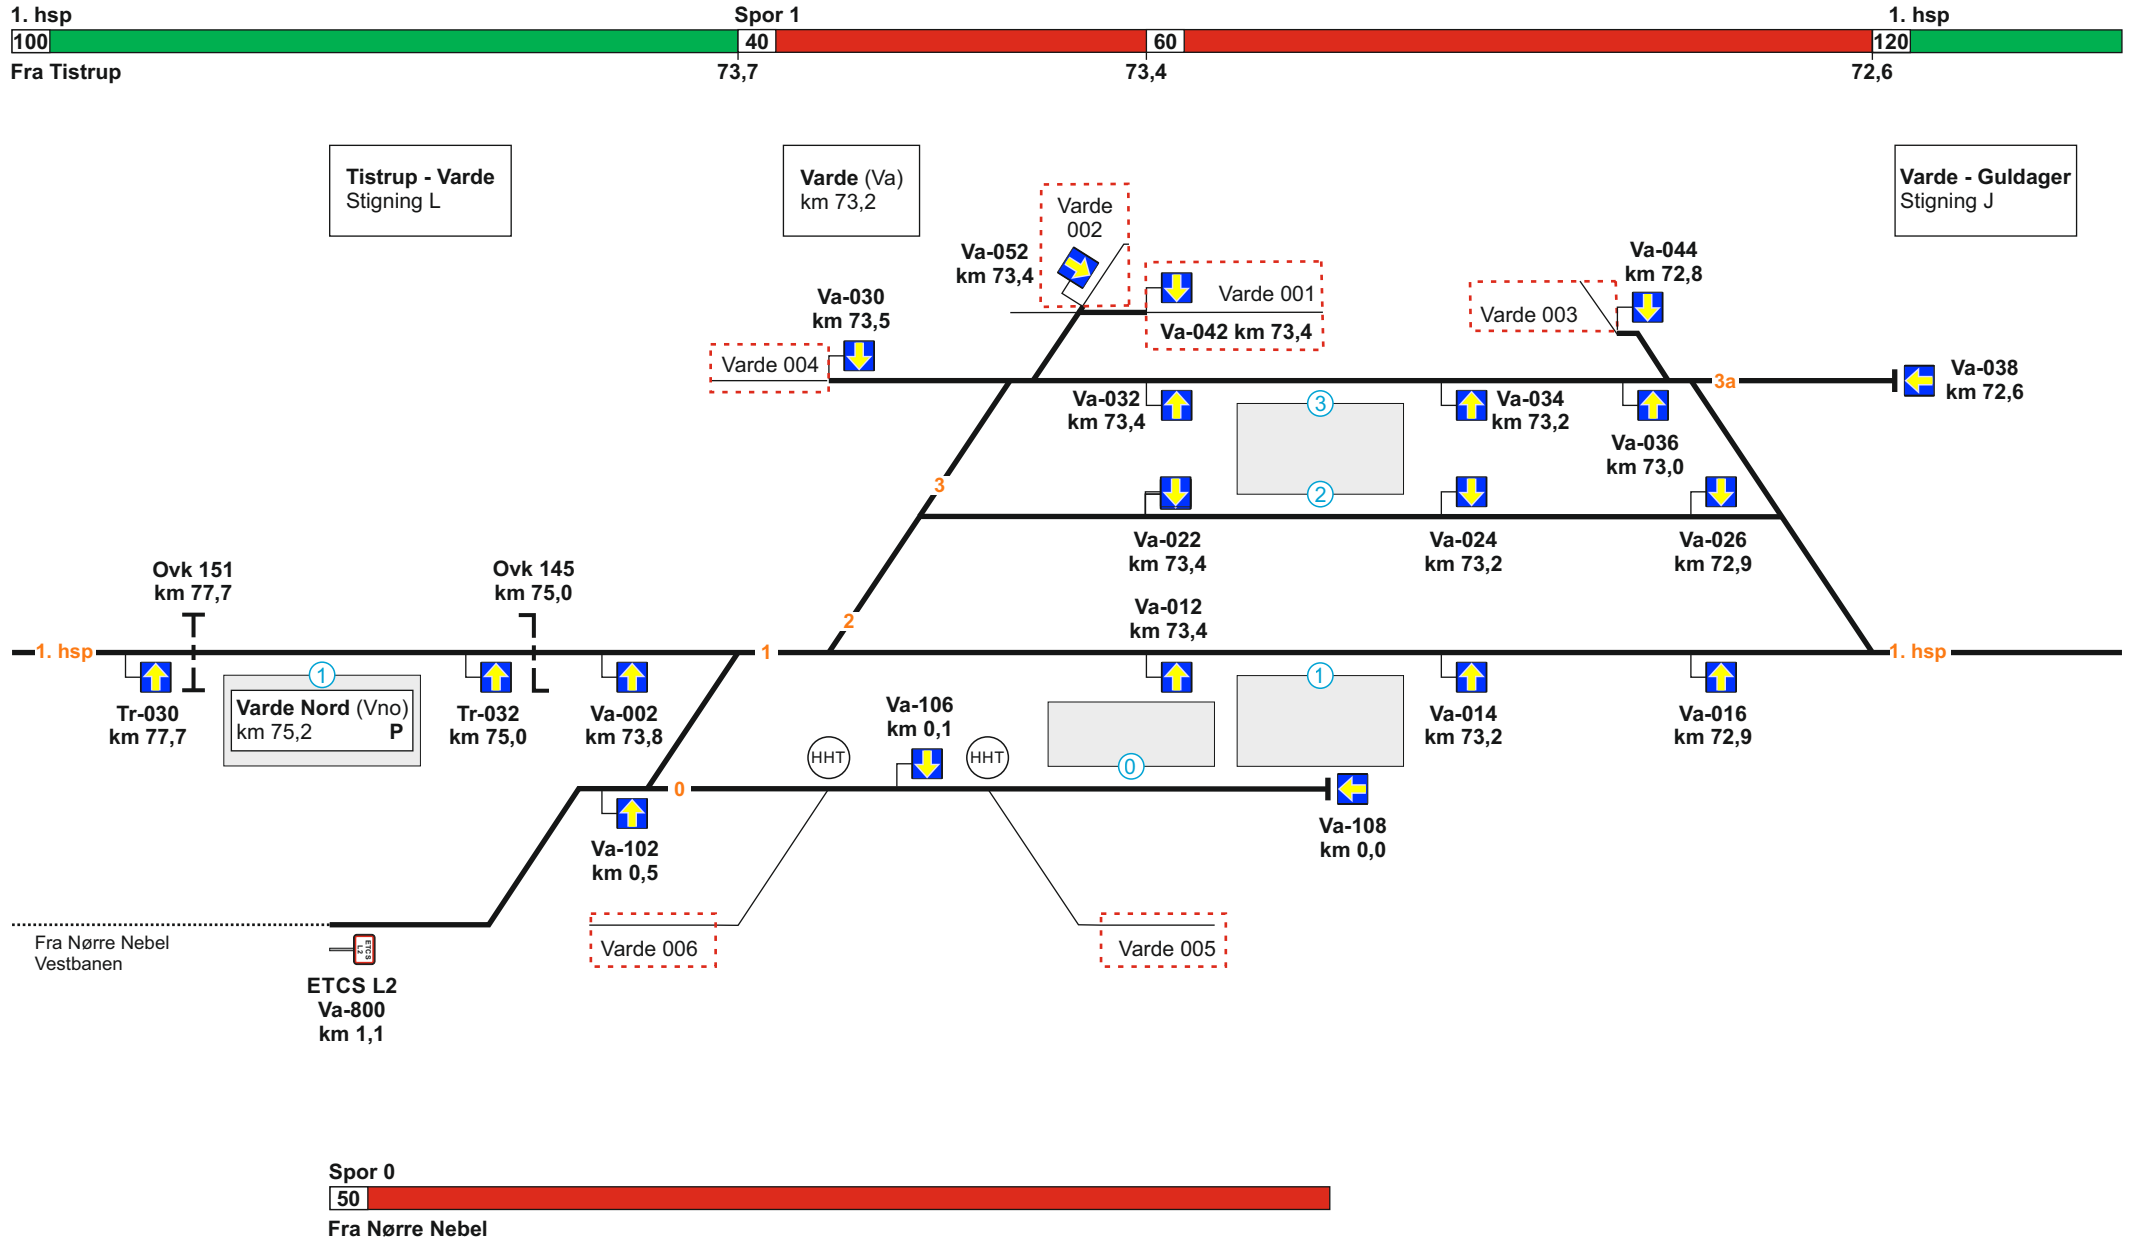 1. hsp
Spor 1
1. hsp
100
40
60
120
Fra Tistrup
73,7
73,4
72,6
Tistrup - Varde
Stigning L
Varde (Va)
km 73,2
Varde - Guldager
Stigning J
Varde
002
Va-052
km 73,4
Va-044
km 72,8
Varde 001
Va-042 km 73,4
Varde 003
Va-030
km 73,5
Varde 004
3a
Va-038
km 72,6
Va-032
km 73,4
3
Va-034
km 73,2
Va-036
km 73,0
3
2
Va-022
km 73,4
Va-024
km 73,2
Va-026
km 72,9
Ovk 151
km 77,7
Ovk 145
km 75,0
2
Va-012
km 73,4
1. hsp
1
1. hsp
1
1
Tr-030
km 77,7
Varde Nord (Vno)
km 75,2 P
Tr-032
km 75,0
Va-002
km 73,8
Va-106
km 0,1
Va-014
km 73,2
Va-016
km 72,9
HHT
HHT
0
0
Va-102
km 0,5
Va-108
km 0,0
Fra Nørre Nebel
Vestbanen
ETCS
L2
Varde 006
Varde 005
ETCS L2
Va-800
km 1,1
Spor 0
50
Fra Nørre Nebel